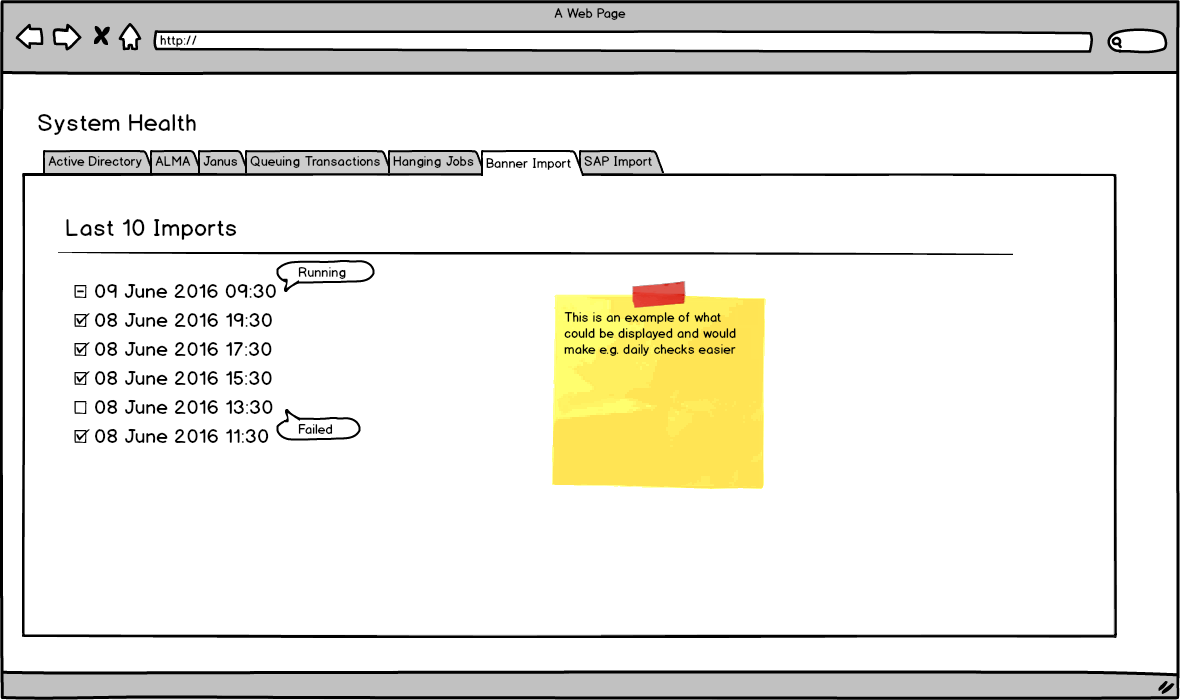 A Web Page
http://
System Health
Active Directory ALMA Janus Queuing Transactions Hanging Jobs Banner Import SAP Import
Last 10 Imports
Running
09 June 2016 09:30
08 June 2016 19:30
08 June 2016 17:30
08 June 2016 15:30
08 June 2016 13:30
Failed
08 June 2016 11:30
This is an example of what
could be displayed and would
make e.g. daily checks easier